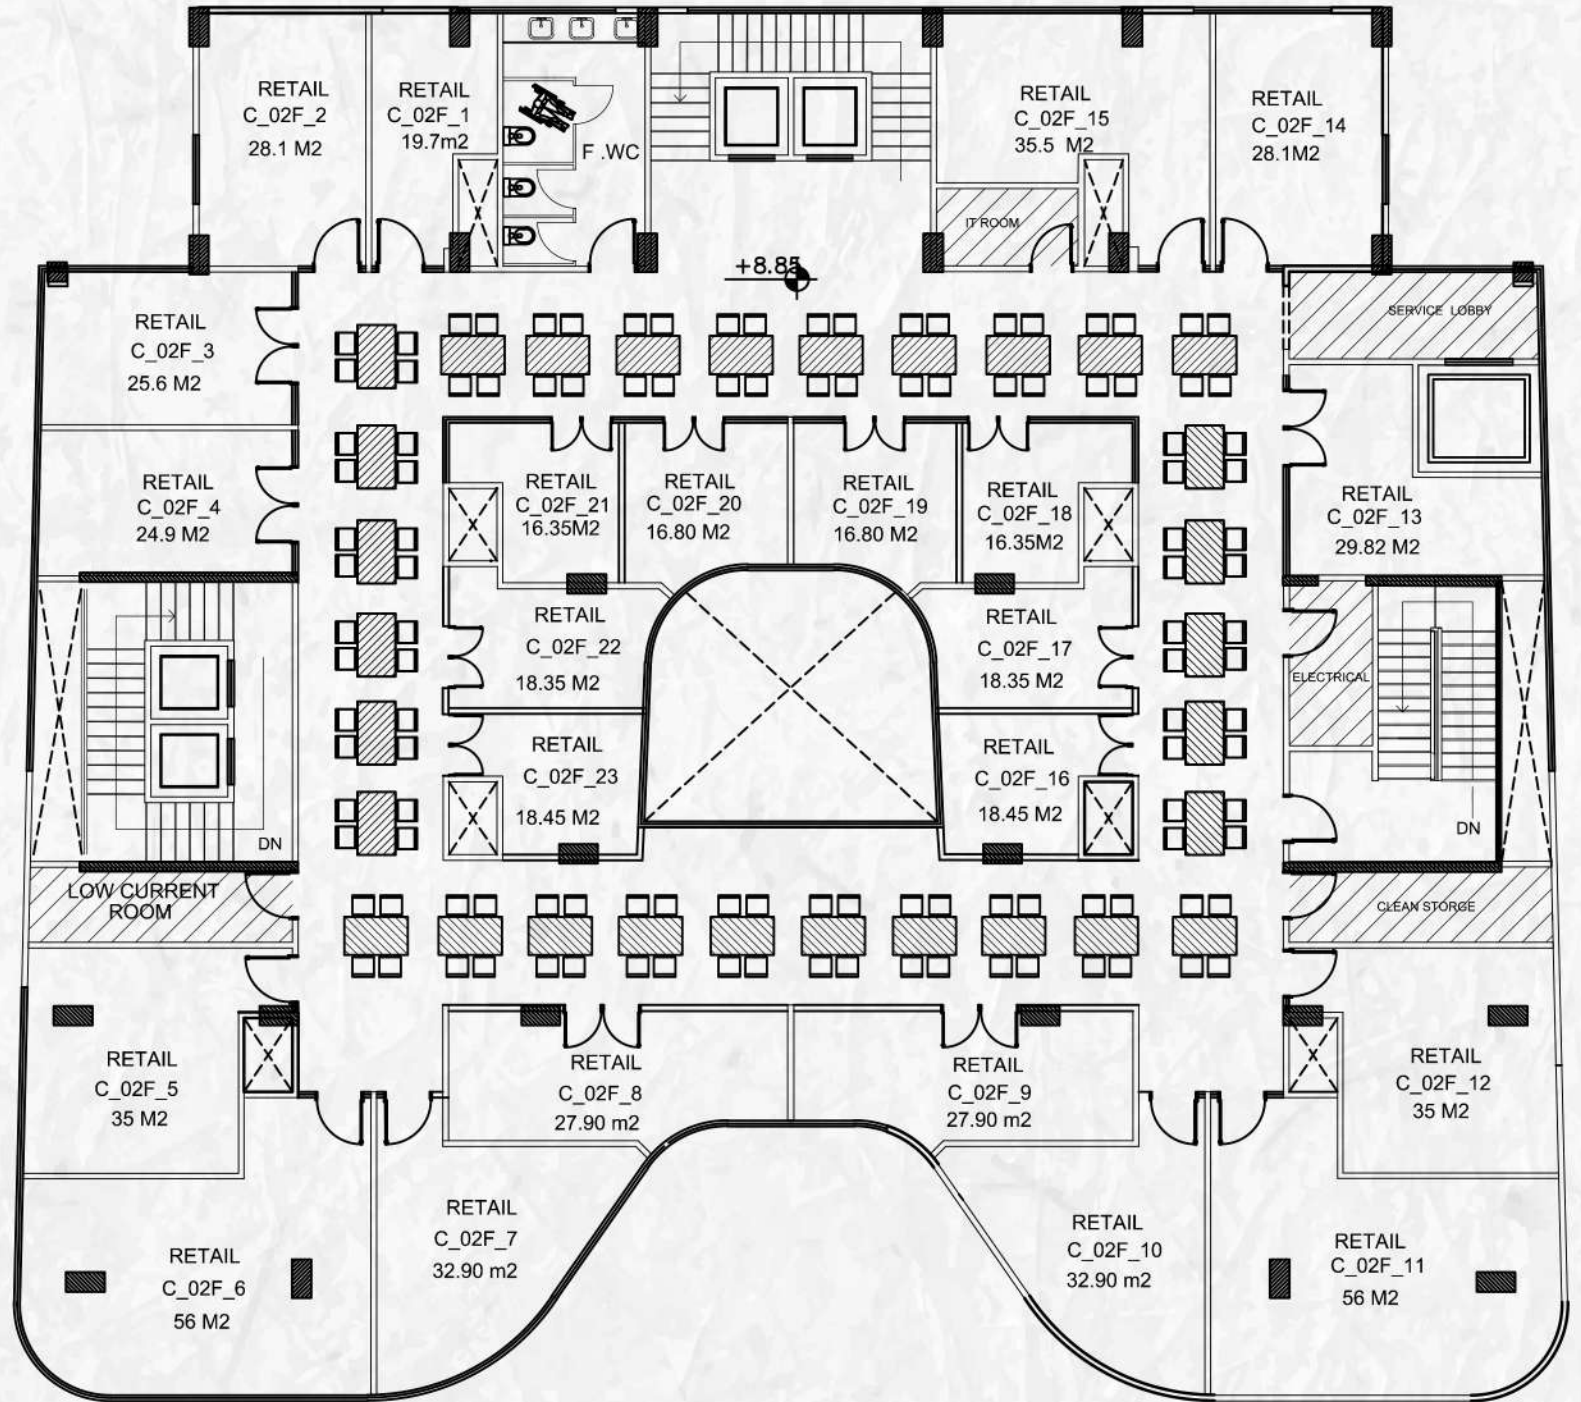 RETAIL
C_02F_2
28.1 M2
RETAIL
C_02F_1
19.7m2
F .WC
RETAIL
C_02F_15
35.5 M2
RETAIL
C_02F_14
28.1M2
IT ROOM
+8.85
RETAIL
C_02F_3
25.6 M2
SERVICE LOBBY
RETAIL
C_02F_4
24.9 M2
RETAIL
C_02F_21
16.35M2
RETAIL
C_02F_20
16.80 M2
RETAIL
C_02F_19
16.80 M2
RETAIL
C_02F_18
16.35M2
RETAIL
C_02F_13
29.82 M2
RETAIL
C_02F_22
18.35 M2
RETAIL
C_02F_17
18.35 M2
ELECTRICAL
RETAIL
C_02F_23
18.45 M2
RETAIL
C_02F_16
18.45 M2
DN
DN
LOW CURRENT
ROOM
CLEAN STORGE
RETAIL
C_02F_5
35 M2
RETAIL
C_02F_8
27.90 m2
RETAIL
C_02F_9
27.90 m2
RETAIL
C_02F_12
35 M2
RETAIL
C_02F_6
56 M2
RETAIL
C_02F_7
32.90 m2
RETAIL
C_02F_10
32.90 m2
RETAIL
C_02F_11
56 M2